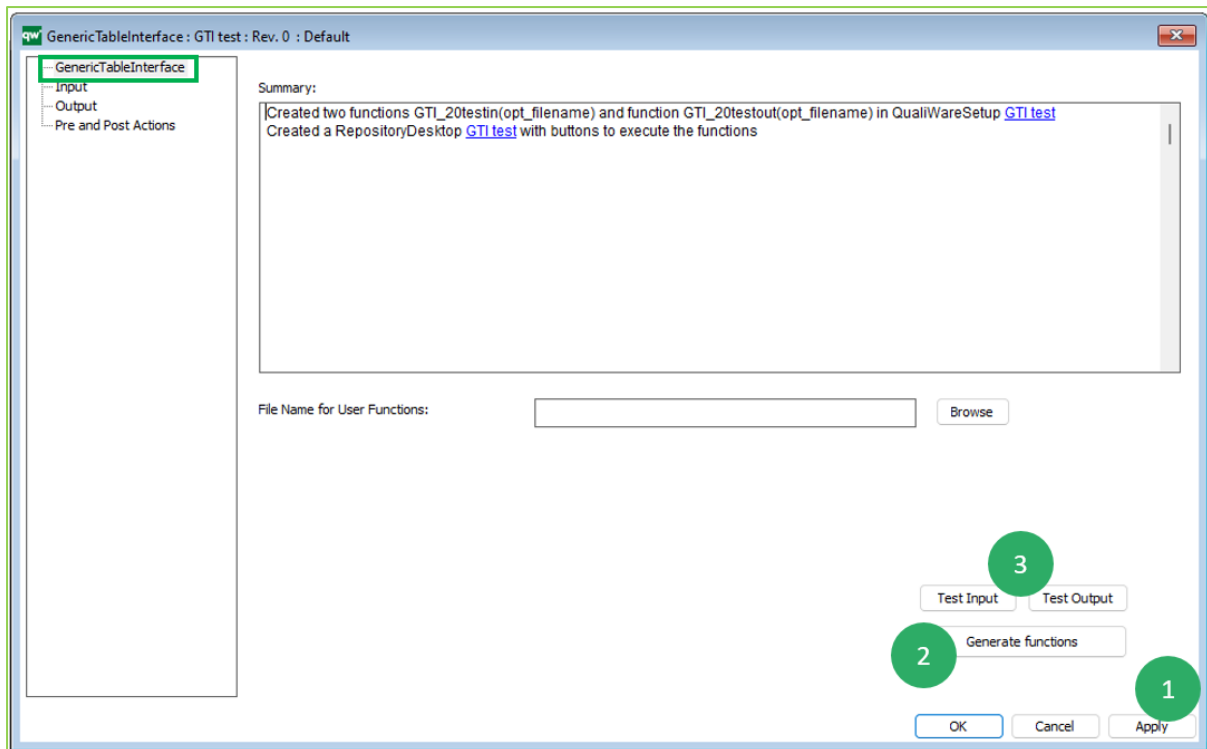 qw GenericTableInterface : GTI test : Rev. 0 : Default
GenericTableInterface
Input
Output
Pre and Post Actions
Summary:
Created two functions GTI_20testin(opt_filename) and function GTI_20testout(opt_filename) in QualiWareSetup GTI test
Created a RepositoryDesktop GTI test with buttons to execute the functions
File Name for User Functions:
Browse
3
Test Input Test Output
2 Generate functions
1
OK Cancel Apply